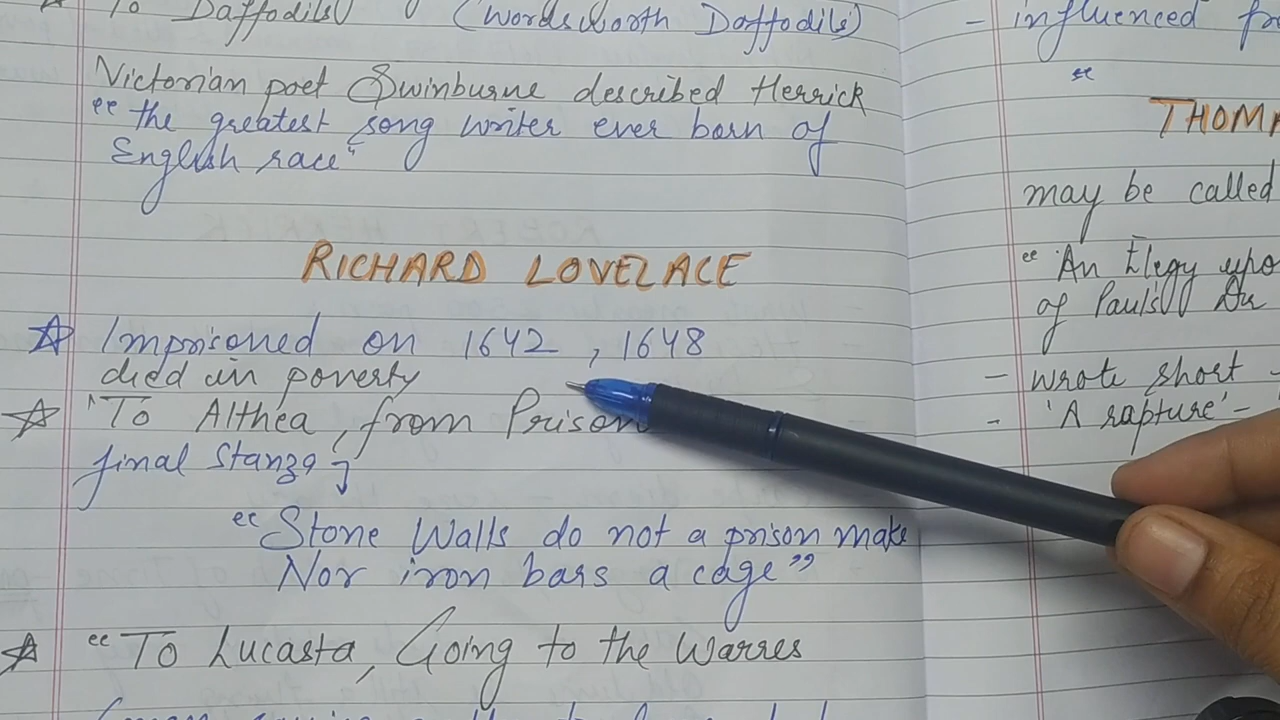 To Daffodils (Wordsworth Daffodils)
Victorian poet Swinburne described Herrick
"the greatest song writer ever born of
English race"
RICHARD LOVELACE
Imprisoned on 1642, 1648
died in poverty
'To Althea, from Prison
final Stanza
"Stone Walls do not a prison make
Nor iron bars a cage"
"To Lucasta, Going to the Warres
- influenced
"
THOMA
may be called
"An Elegy upo
of Paul's
- wrote short -
- 'A rapture' -